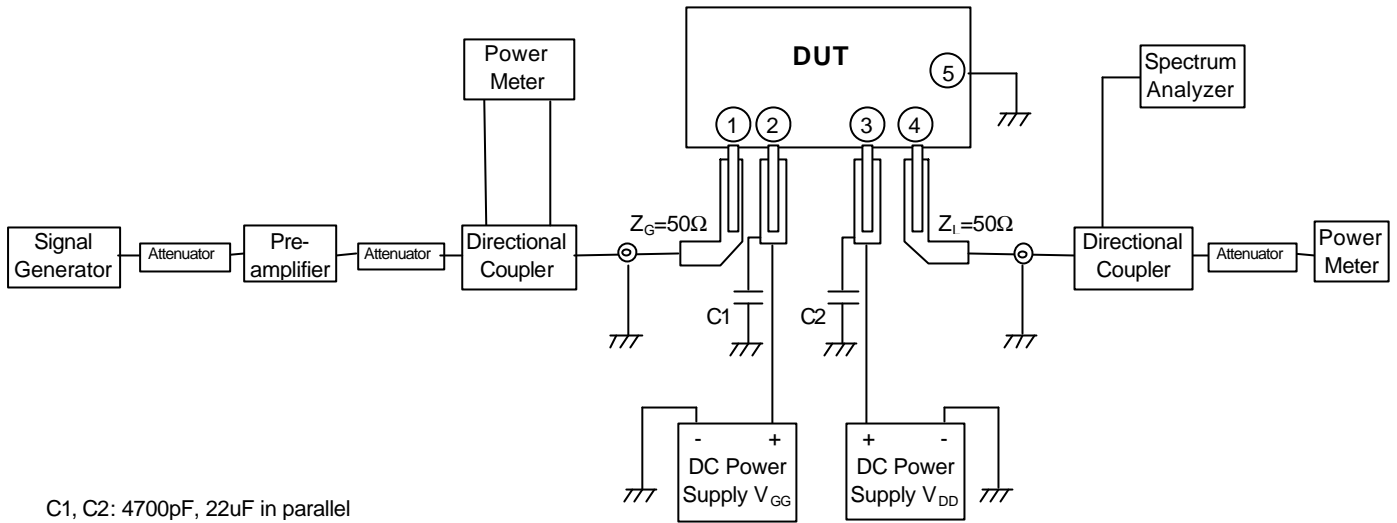 Power
Meter
DUT
5
Spectrum
Analyzer
1
2
3
4
Z_G=50Ω
Z_L=50Ω
Signal
Generator
Attenuator
Pre-
amplifier
Attenuator
Directional
Coupler
Directional
Coupler
Attenuator
Power
Meter
C1
C2
- +
DC Power
Supply V_GG
+ -
DC Power
Supply V_DD
C1, C2: 4700pF, 22uF in parallel